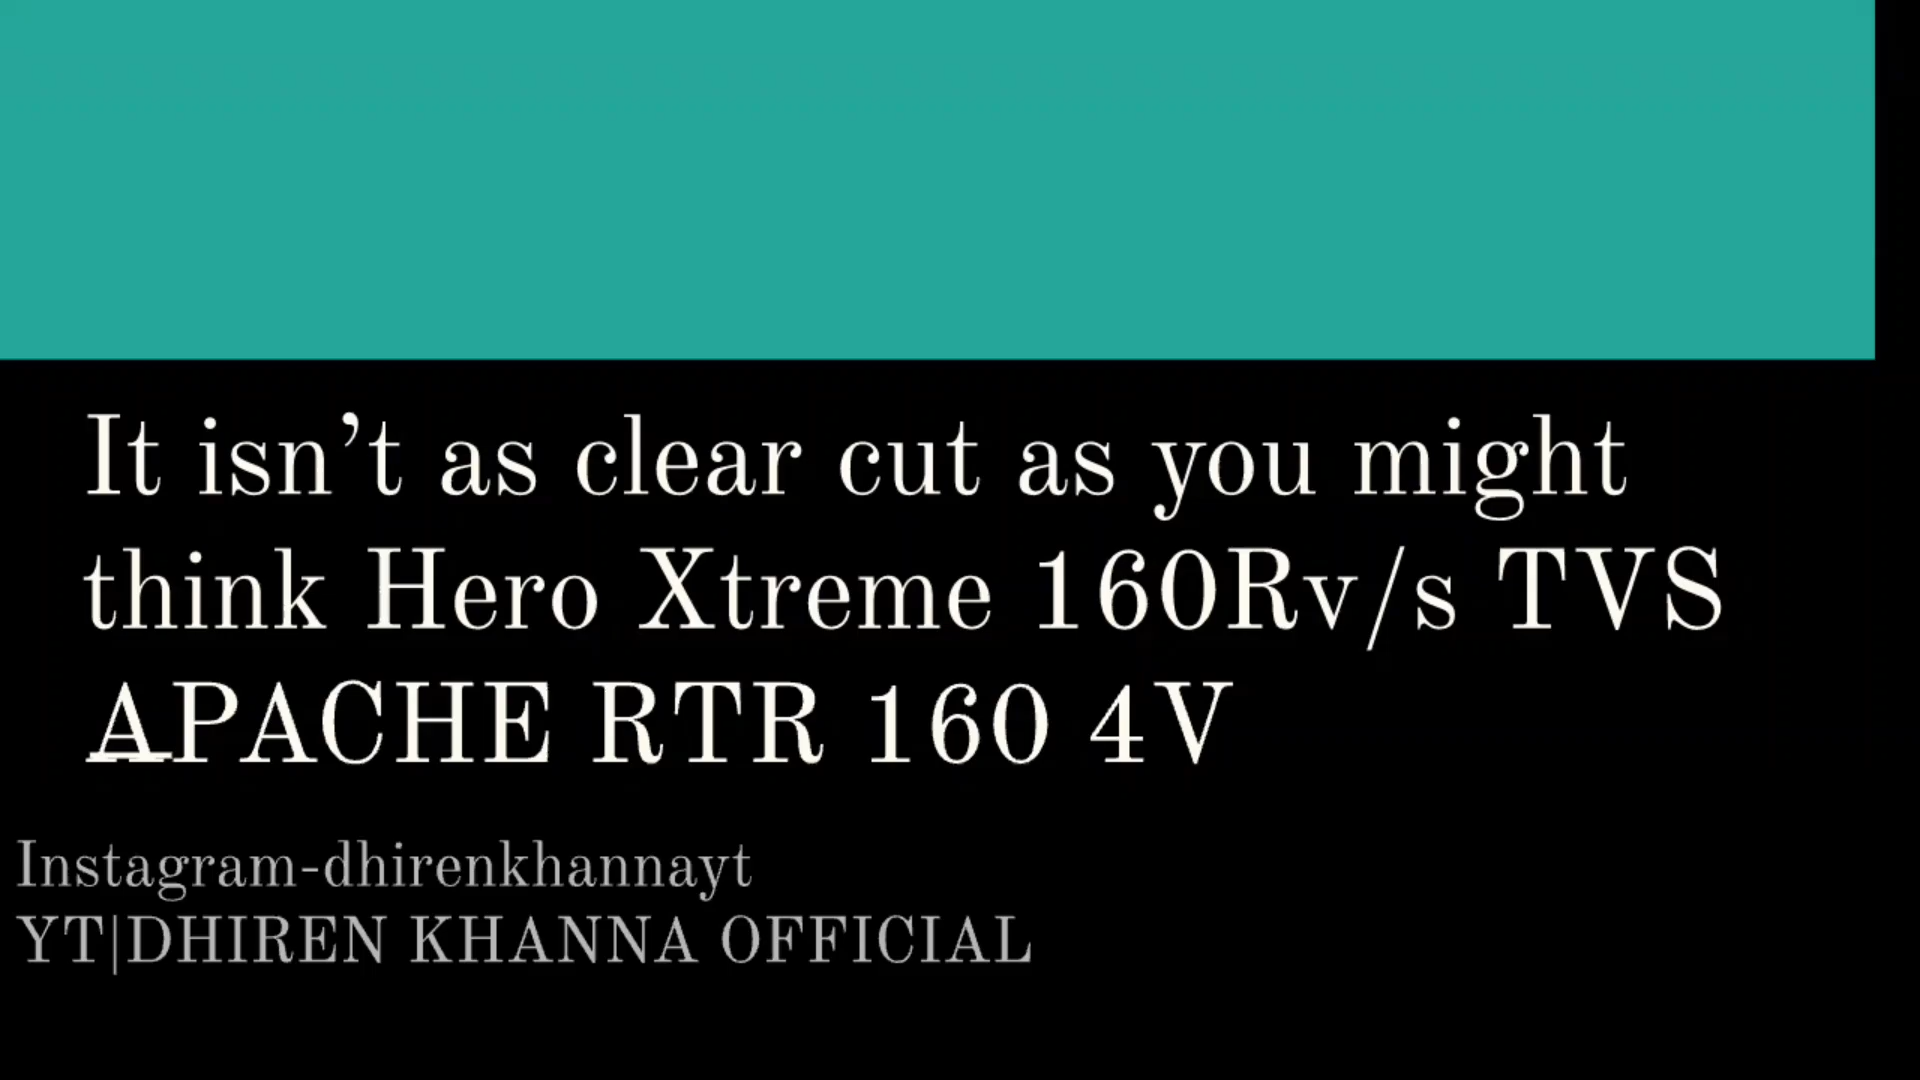 It isn’t as clear cut as you might
think Hero Xtreme 160Rv/s TVS
APACHE RTR 160 4V
Instagram-dhirenkhannayt
YT|DHIREN KHANNA OFFICIAL